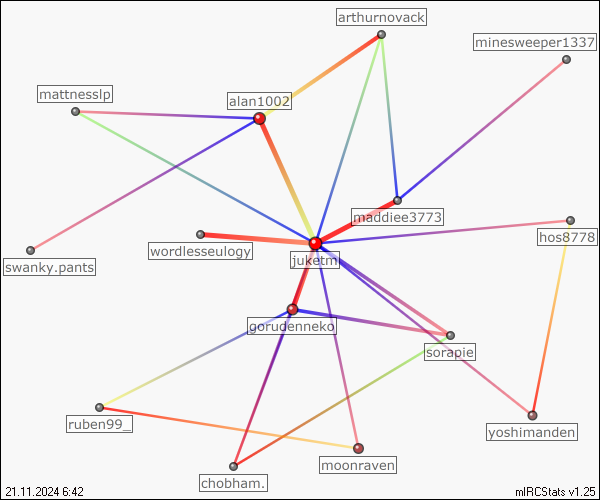 arthurnovack
minesweeper1337
mattnesslp
alan1002
maddiee3773
hos8778
wordlesseulogy
swanky.pants
juketm
gorudenneko
sorapie
ruben99_
yoshimanden
moonraven
chobham.
21.11.2024 6:42
mIRCStats v1.25